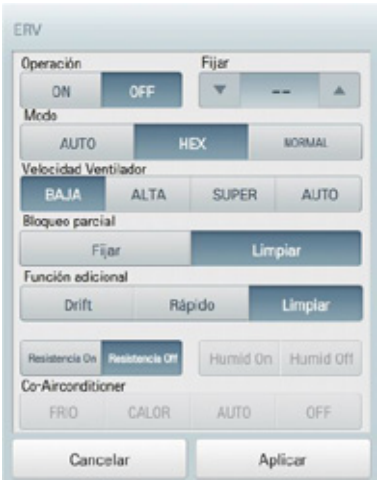 ERV
Operación Fijar
ON OFF ▼ -- ▲
Modo
AUTO HEX NORMAL
Velocidad Ventilador
BAJA ALTA SUPER AUTO
Bloqueo parcial
Fijar Limpiar
Función adicional
Drift Rápido Limpiar
Resistencia On Resistencia Off Humid On Humid Off
Co-Airconditioner
FRIO CALOR AUTO OFF
Cancelar Aplicar